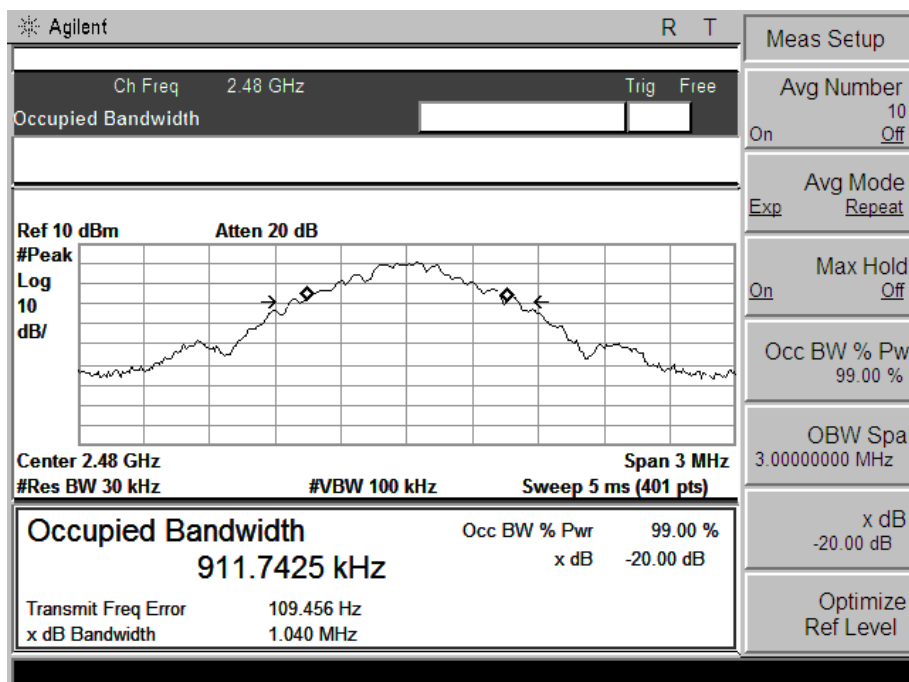 Agilent R T
Ch Freq 2.48 GHz Trig Free
Occupied Bandwidth
Ref 10 dBm Atten 20 dB
#Peak
Log
10
dB/
Center 2.48 GHz Span 3 MHz
#Res BW 30 kHz #VBW 100 kHz Sweep 5 ms (401 pts)
Occupied Bandwidth
911.7425 kHz
Occ BW % Pwr 99.00 %
x dB -20.00 dB
Transmit Freq Error 109.456 Hz
x dB Bandwidth 1.040 MHz
Meas Setup
Avg Number
10
On Off
Avg Mode
Exp Repeat
Max Hold
On Off
Occ BW % Pw
99.00 %
OBW Spa
3.00000000 MHz
x dB
-20.00 dB
Optimize
Ref Level